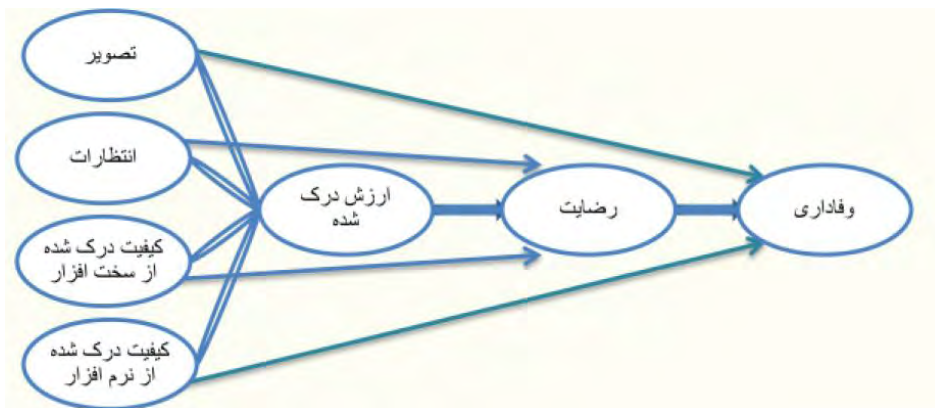 تصویر
انتظارات
کیفیت درک شده
از سخت افزار
کیفیت درک شده
از نرم افزار
ارزش درک
شده
رضایت
وفاداری